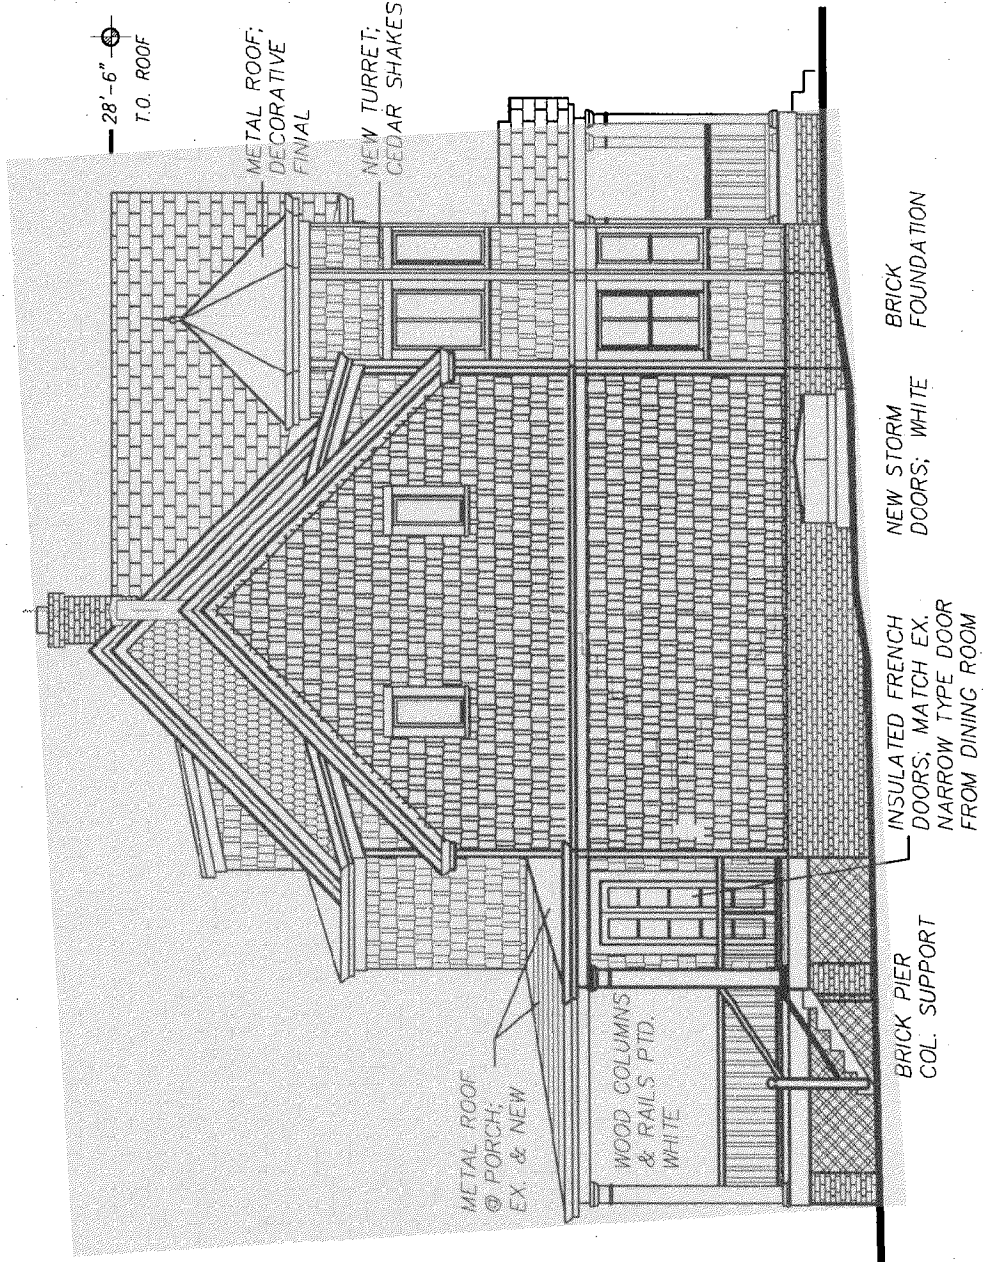 28'-6"
T.O. ROOF
METAL ROOF;
DECORATIVE
FINIAL
NEW TURRET;
CEDAR SHAKES
METAL ROOF
@ PORCH;
EX. & NEW
WOOD COLUMNS
& RAILS PTD.
WHITE
BRICK PIER
COL. SUPPORT
INSULATED FRENCH
DOORS; MATCH EX.
NARROW TYPE DOOR
FROM DINING ROOM
NEW STORM
DOORS; WHITE
BRICK
FOUNDATION